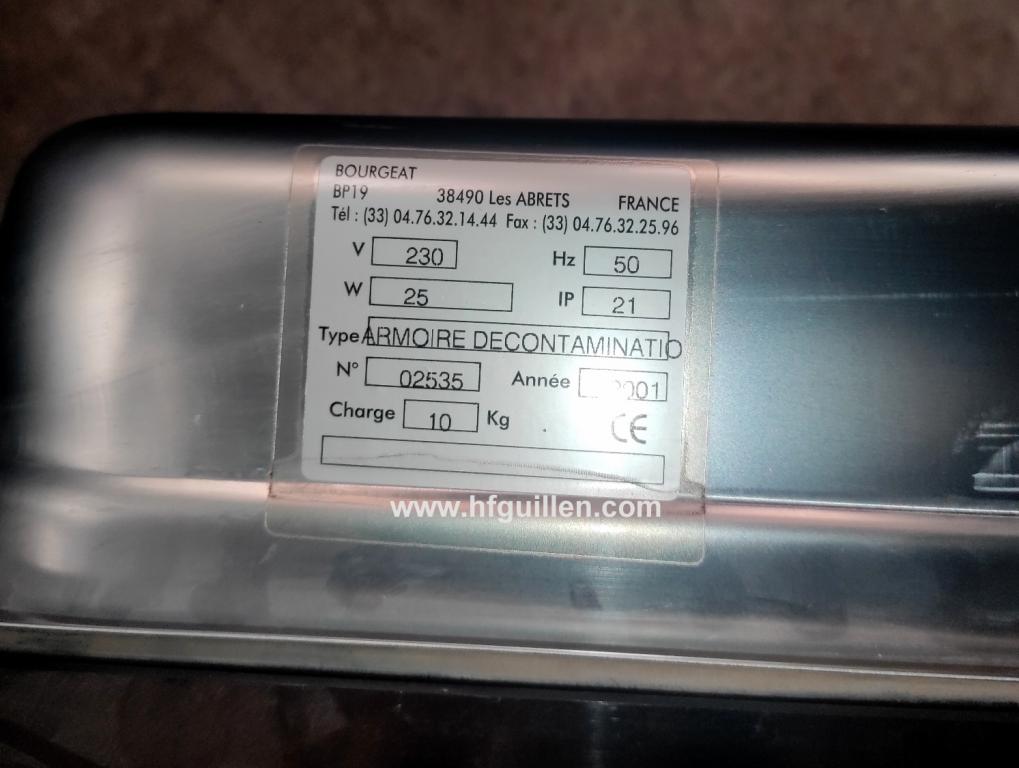 BOURGEAT
BP19 38490 Les ABRETS FRANCE
Tél : (33) 04.76.32.14.44 Fax : (33) 04.76.32.25.96
V 230 Hz 50
W 25 IP 21
Type ARMOIRE DECONTAMINATIO
N° 02535 Année 2001
Charge 10 Kg CE
www.hfguillen.com